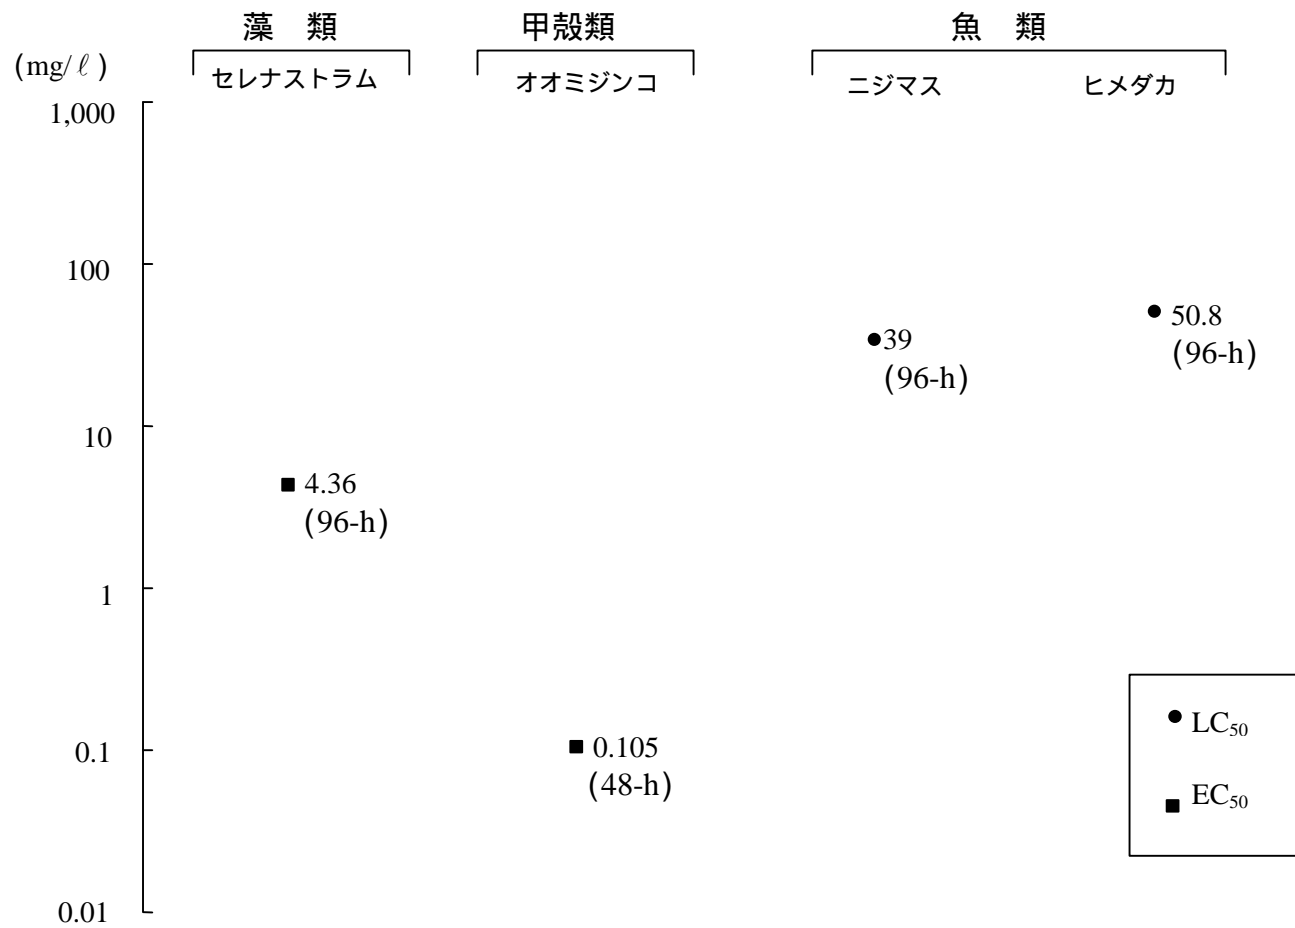 藻　類 甲殻類 魚　類
(mg/ℓ)
セレナストラム オオミジンコ ニジマス ヒメダカ
1,000
100
50.8
(96-h)
39
(96-h)
10
4.36
(96-h)
1
0.1
0.105
(48-h)
0.01
LC50
EC50